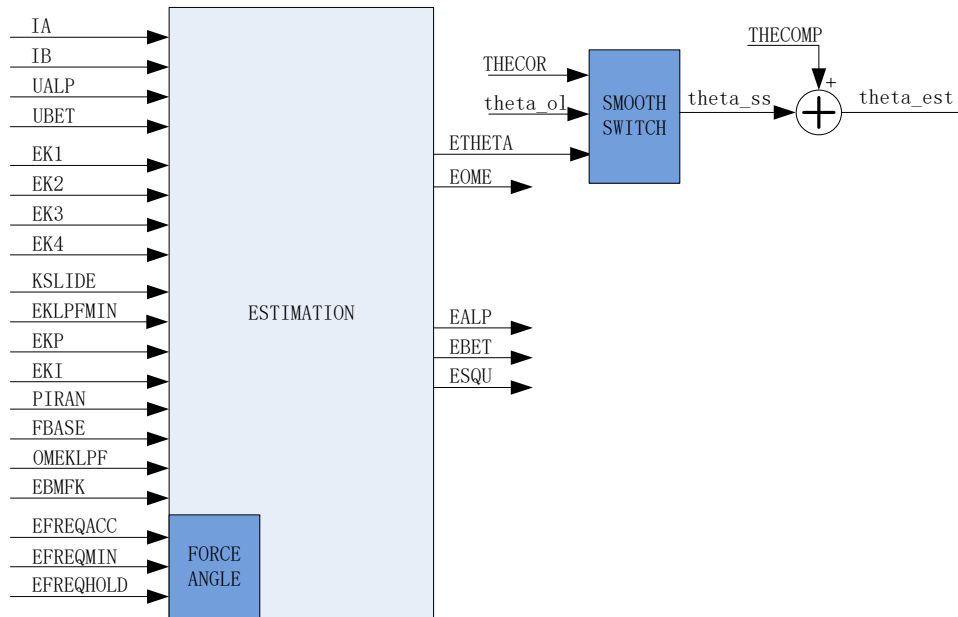 IA
IB
UALP
UBET
EK1
EK2
EK3
EK4
KSLIDE
EKLPFMIN
EKP
EKI
PIRAN
FBASE
OMEKLPF
EBMFK
EFREQACC
EFREQMIN
EFREQHOLD
FORCE
ANGLE
ESTIMATION
ETHETA
EOME
EALP
EBET
ESQU
THECOR
theta_ol
SMOOTH
SWITCH
theta_ss
THECOMP
+
theta_est